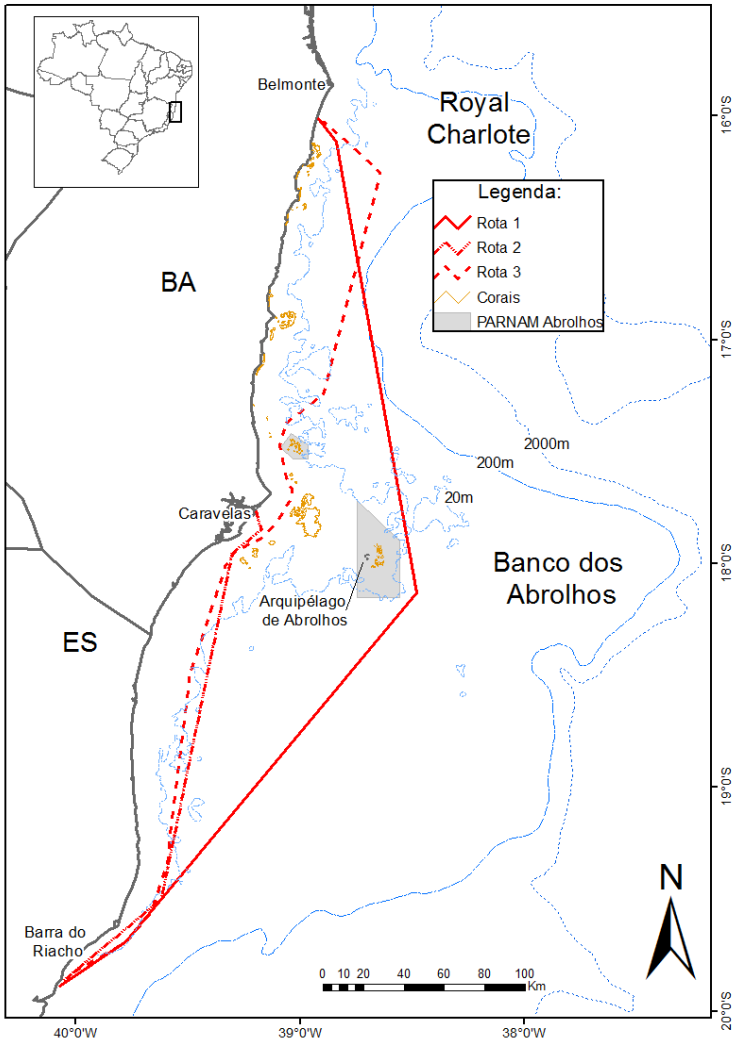 Belmonte
Royal
Charlote
16°0'S
Legenda:
Rota 1
Rota 2
Rota 3
Corais
PARNAM Abrolhos
BA
17°0'S
2000m
200m
20m
Caravelas
Banco dos
Abrolhos
18°0'S
Arquipélago
de Abrolhos
ES
19°0'S
N
Barra do
Riacho
0 10 20 40 60 80 100
Km
20°0'S
40°0'W 39°0'W 38°0'W